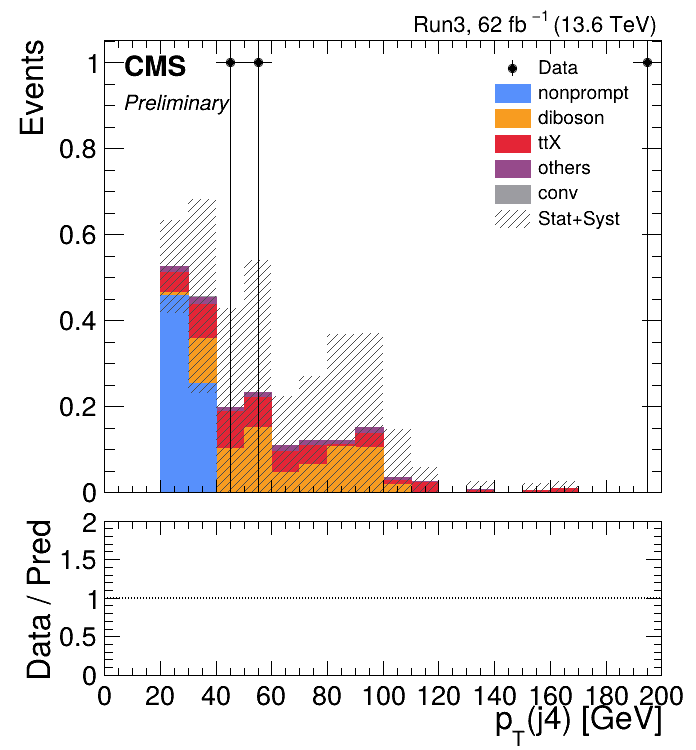 Run3, 62 fb⁻¹ (13.6 TeV)
Events
CMS
Preliminary
Data
nonprompt
diboson
ttX
others
conv
Stat+Syst
1
0.8
0.6
0.4
0.2
0
Data / Pred
2
1.5
1
0.5
0
0 20 40 60 80 100 120 140 160 180 200
p_T(j4) [GeV]